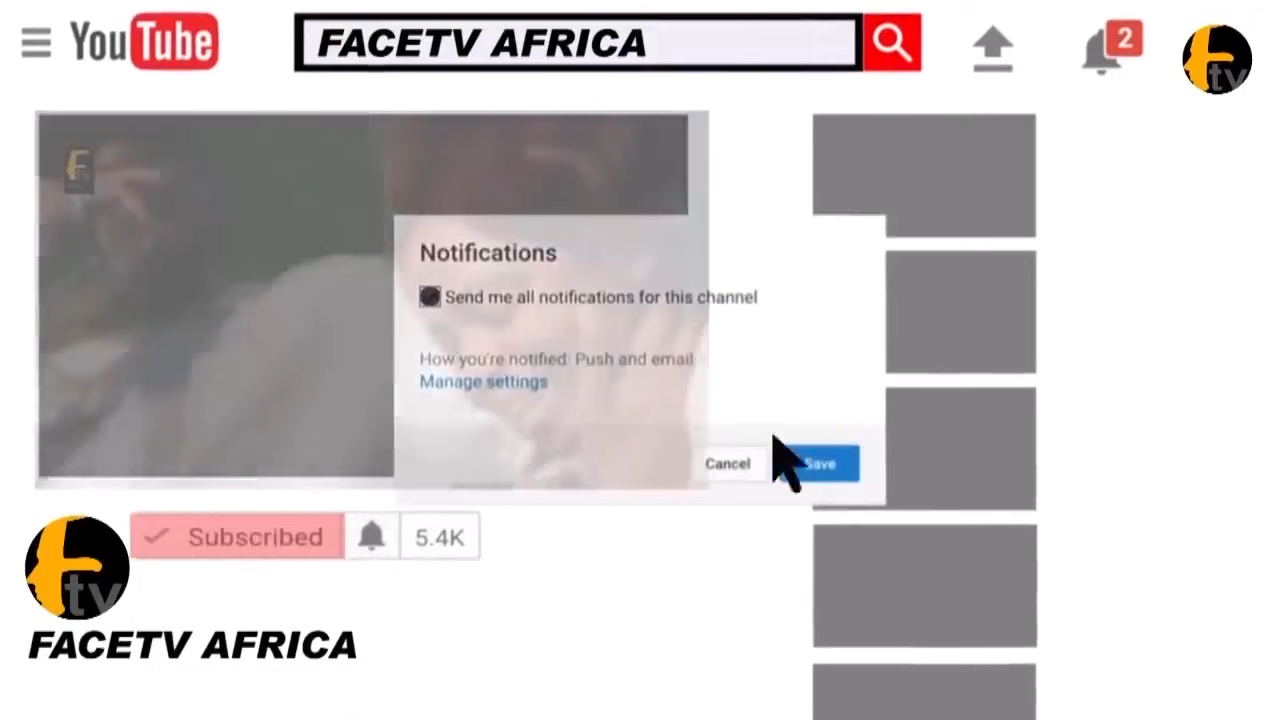 YouTube
FACETV AFRICA
2
tv
Notifications
Send me all notifications for this channel
How you're notified: Push and email
Manage settings
Cancel
Save
Subscribed
5.4K
tv
FACETV AFRICA